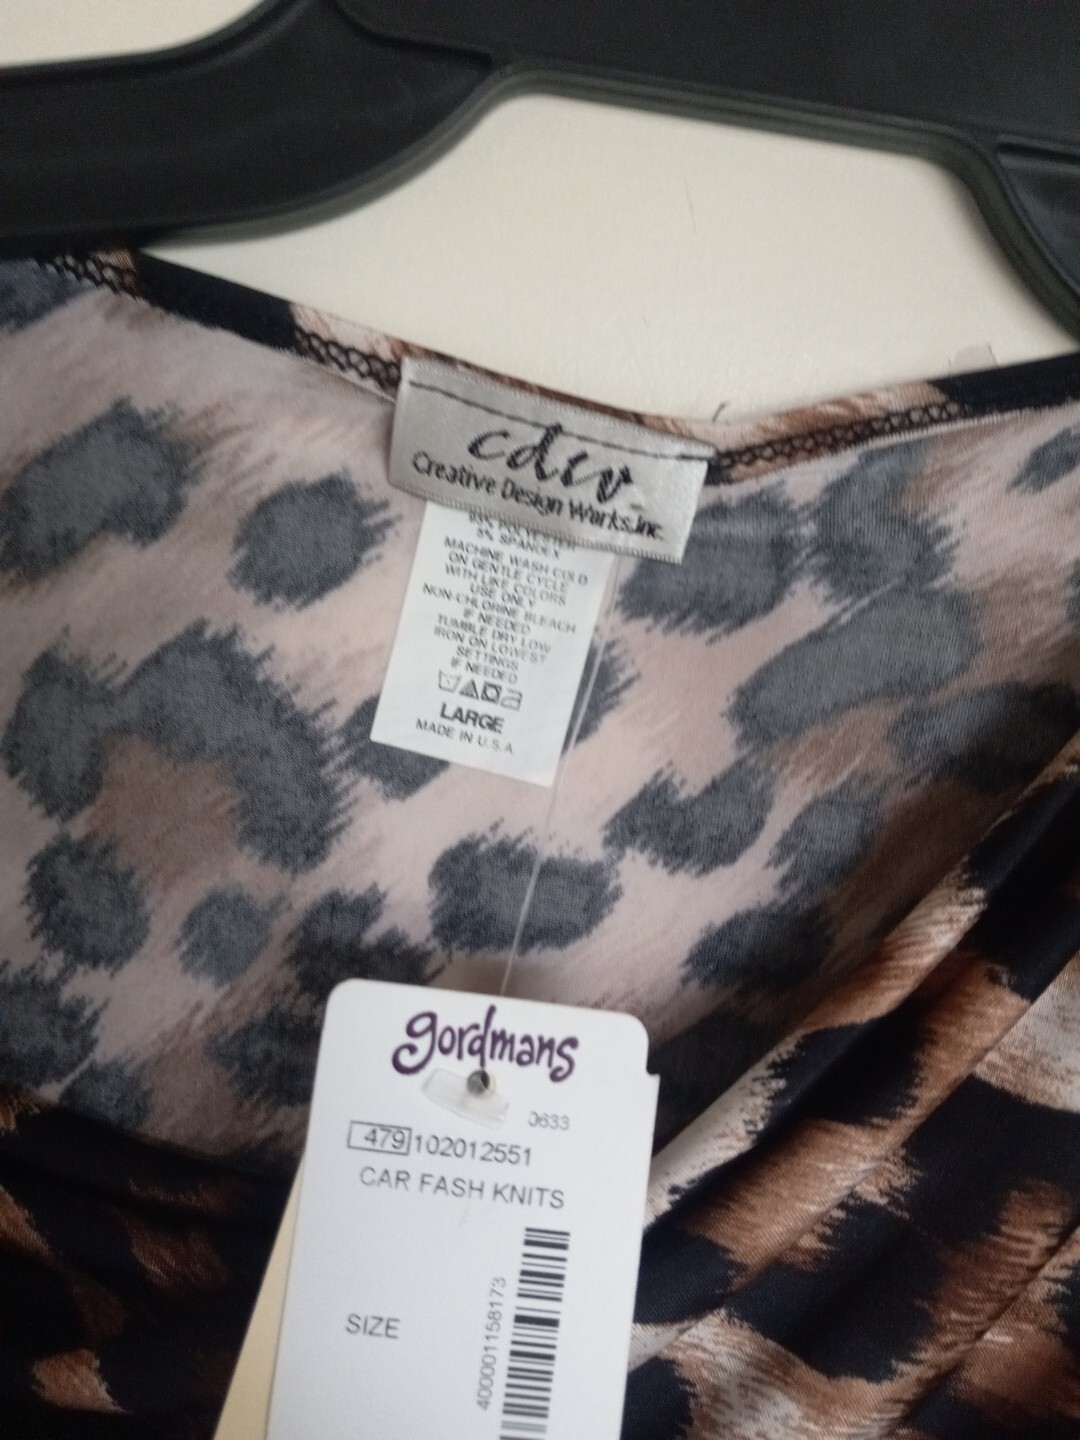 cdw
Creative Design Works, Inc.
POLYESTER
SPANDEX
MACHINE WASH COLD
ON GENTLE CYCLE
WITH LIKE COLORS
USE ONLY
NON-CHLORINE BLEACH
IF NEEDED
TUMBLE DRY LOW
IRON ON LOWEST
SETTINGS
IF NEEDED
LARGE
MADE IN U.S.A.
gordmans
0633
479 102012551
CAR FASH KNITS
SIZE
400001158173